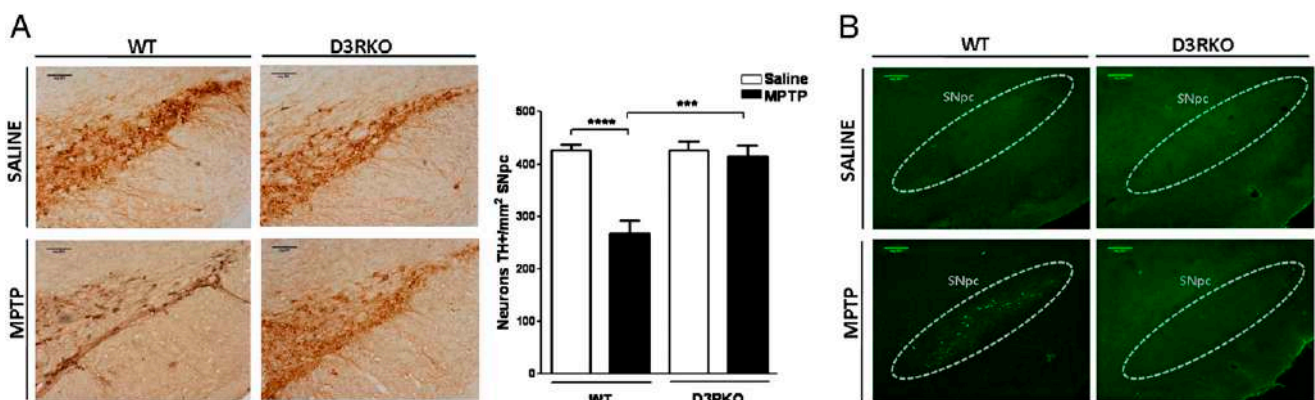 A
WT
D3RKO
SALINE
MPTP
Saline
MPTP
***
****
Neurons TH+/mm² SNpc
500
400
300
200
100
0
WT
D3RKO
B
WT
D3RKO
SALINE
MPTP
SNpc
SNpc
SNpc
SNpc